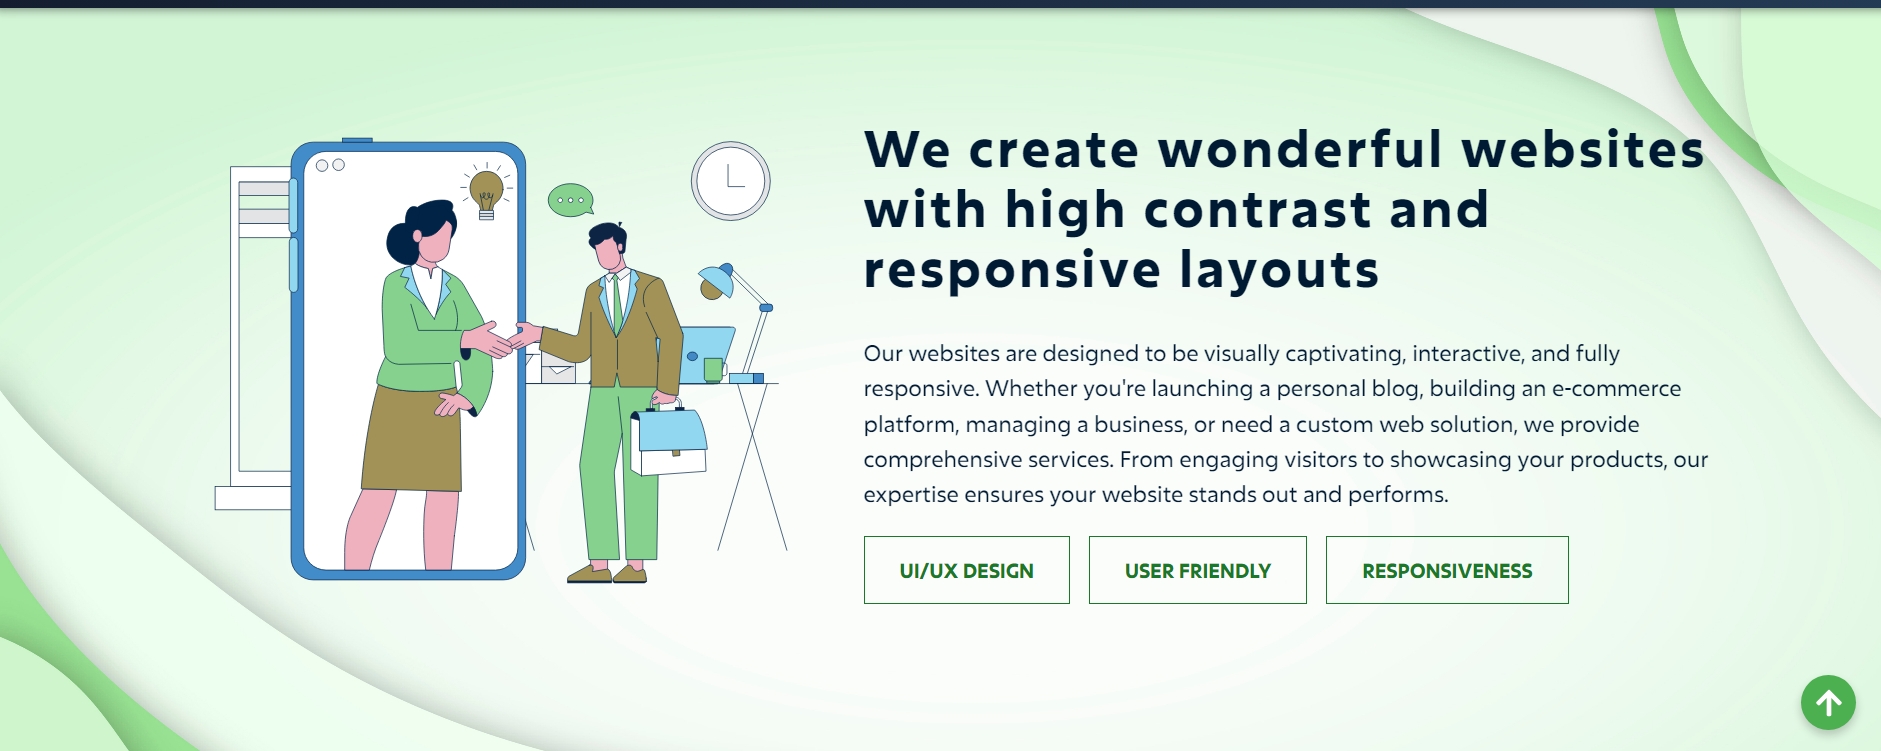 We create wonderful websites
with high contrast and
responsive layouts
Our websites are designed to be visually captivating, interactive, and fully
responsive. Whether you're launching a personal blog, building an e-commerce
platform, managing a business, or need a custom web solution, we provide
comprehensive services. From engaging visitors to showcasing your products, our
expertise ensures your website stands out and performs.
UI/UX DESIGN
USER FRIENDLY
RESPONSIVENESS